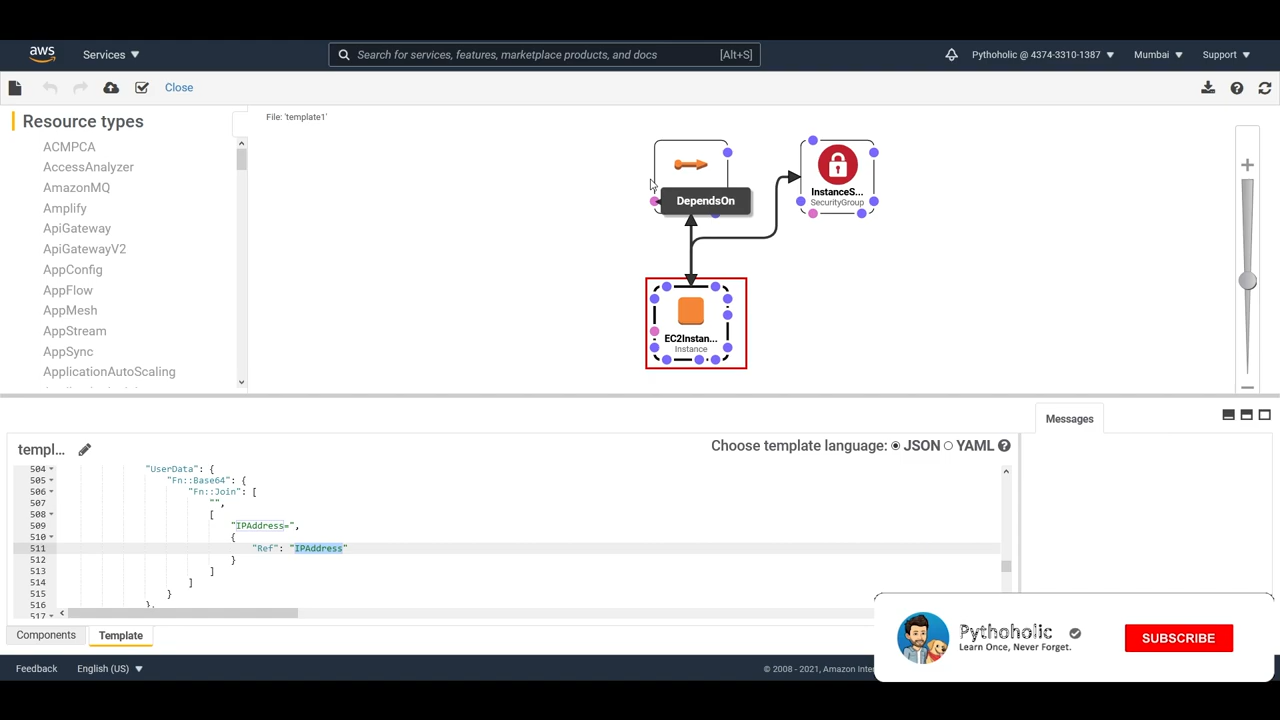 aws
Services
Search for services, features, marketplace products, and docs
[Alt+S]
Pythoholic @ 4374-3310-1387
Mumbai
Support
Close
Resource types
ACMPCA
AccessAnalyzer
AmazonMQ
Amplify
ApiGateway
ApiGatewayV2
AppConfig
AppFlow
AppMesh
AppStream
AppSync
ApplicationAutoScaling
File: 'template1'
DependsOn
InstanceS...
SecurityGroup
EC2Instan...
Instance
templ...
Choose template language: JSON YAML
Messages
504 "UserData": {
505 "Fn::Base64": {
506 "Fn::Join": [
507 "",
508 [
509 "IPAddress=",
510 {
511 "Ref": "IPAddress"
512 }
513 ]
514 ]
515 }
516 },
517
Components
Template
Pythoholic
Learn Once, Never Forget.
SUBSCRIBE
Feedback
English (US)
© 2008 - 2021, Amazon